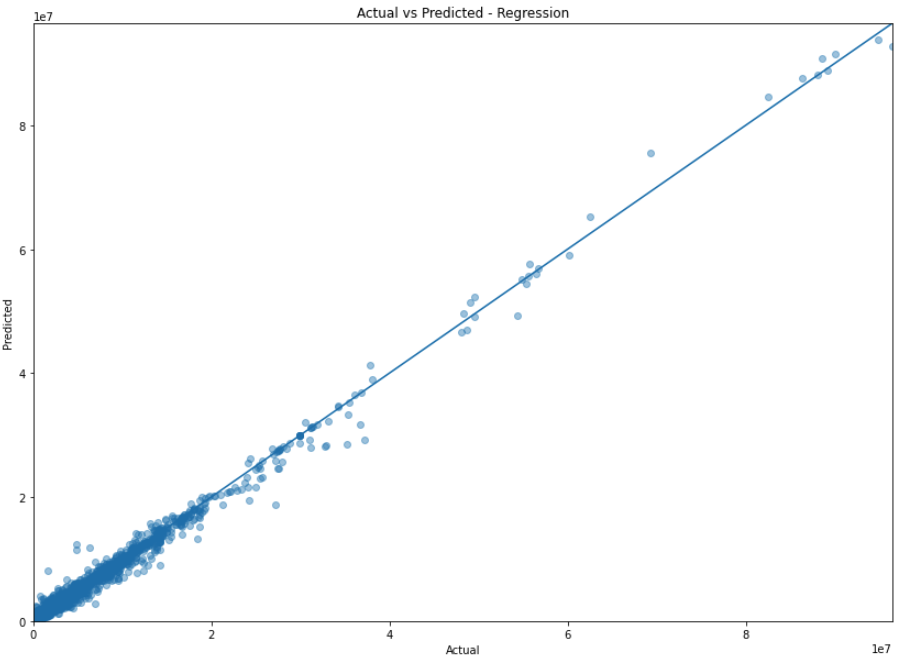 Actual vs Predicted - Regression
1e7
8
6
4
2
0
Predicted
0 2 4 6 8
Actual
1e7